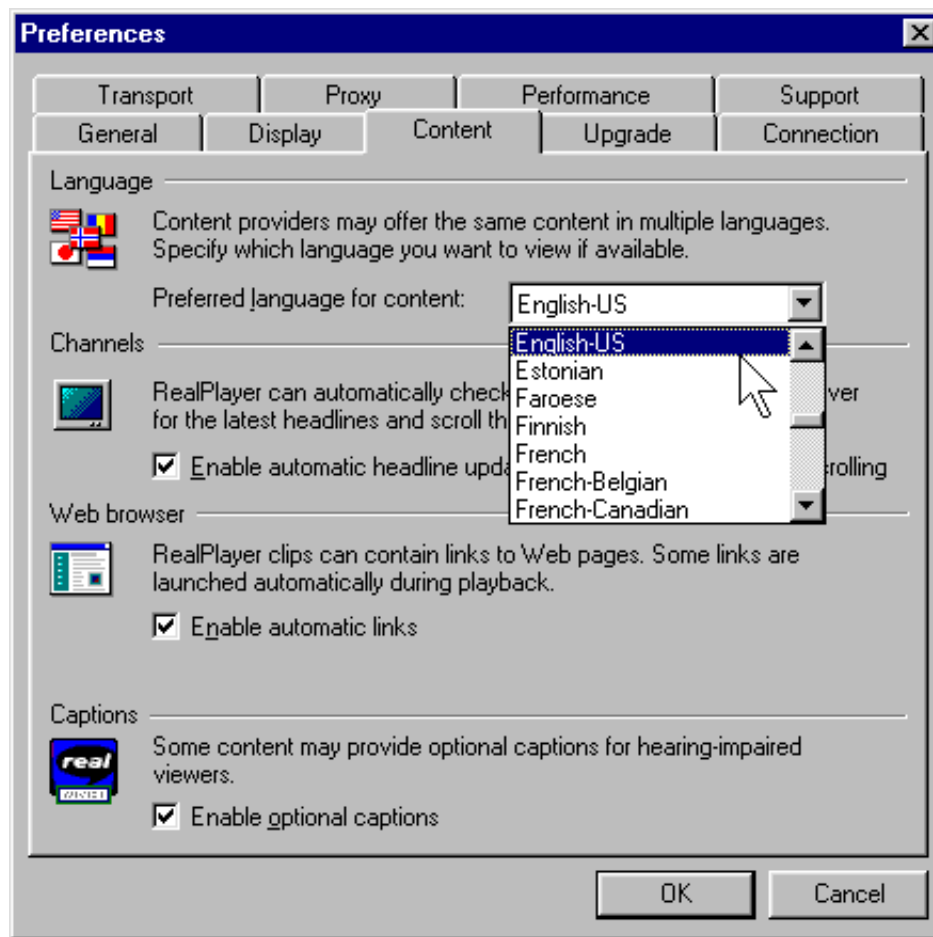 Preferences
Transport Proxy Performance Support
General Display Content Upgrade Connection
Language
Content providers may offer the same content in multiple languages.
Specify which language you want to view if available.
Preferred language for content: English-US
English-US
Estonian
Faroese
Finnish
French
French-Belgian
French-Canadian
Channels
RealPlayer can automatically check ver
for the latest headlines and scroll th
Enable automatic headline upda rolling
Web browser
RealPlayer clips can contain links to Web pages. Some links are
launched automatically during playback.
Enable automatic links
Captions
real
Some content may provide optional captions for hearing-impaired
viewers.
Enable optional captions
OK Cancel